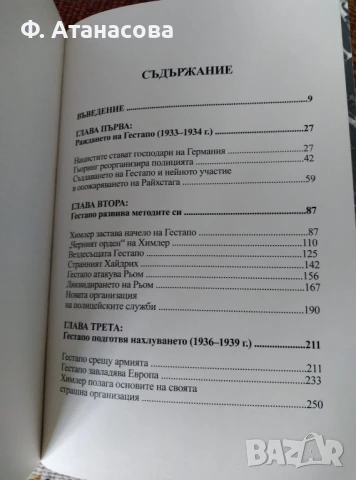 Ф. Атанасова
СЪДЪРЖАНИЕ
ВЪВЕДЕНИЕ 9
ГЛАВА ПЪРВА:
Раждането на Гестапо (1933–1934 г.) 27
Нацистите стават господари на Германия 27
Гьоринг реорганизира полицията 42
Създаването на Гестапо и нейното участие
в опожаряването на Райхстага 59
ГЛАВА ВТОРА:
Гестапо развива методите си 87
Химлер застава начело на Гестапо 87
„Черният орден“ на Химлер 110
Вездесъщата Гестапо 125
Странният Хайдрих 142
Гестапо атакува Рьом 156
Ликвидирането на Рьом 167
Новата организация
на полицейските служби 190
ГЛАВА ТРЕТА:
Гестапо подготвя нахлуването (1936–1939 г.) 211
Гестапо срещу армията 211
Гестапо завладява Европа 233
Химлер полага основите на своята
страшна организация 250
BAZAR